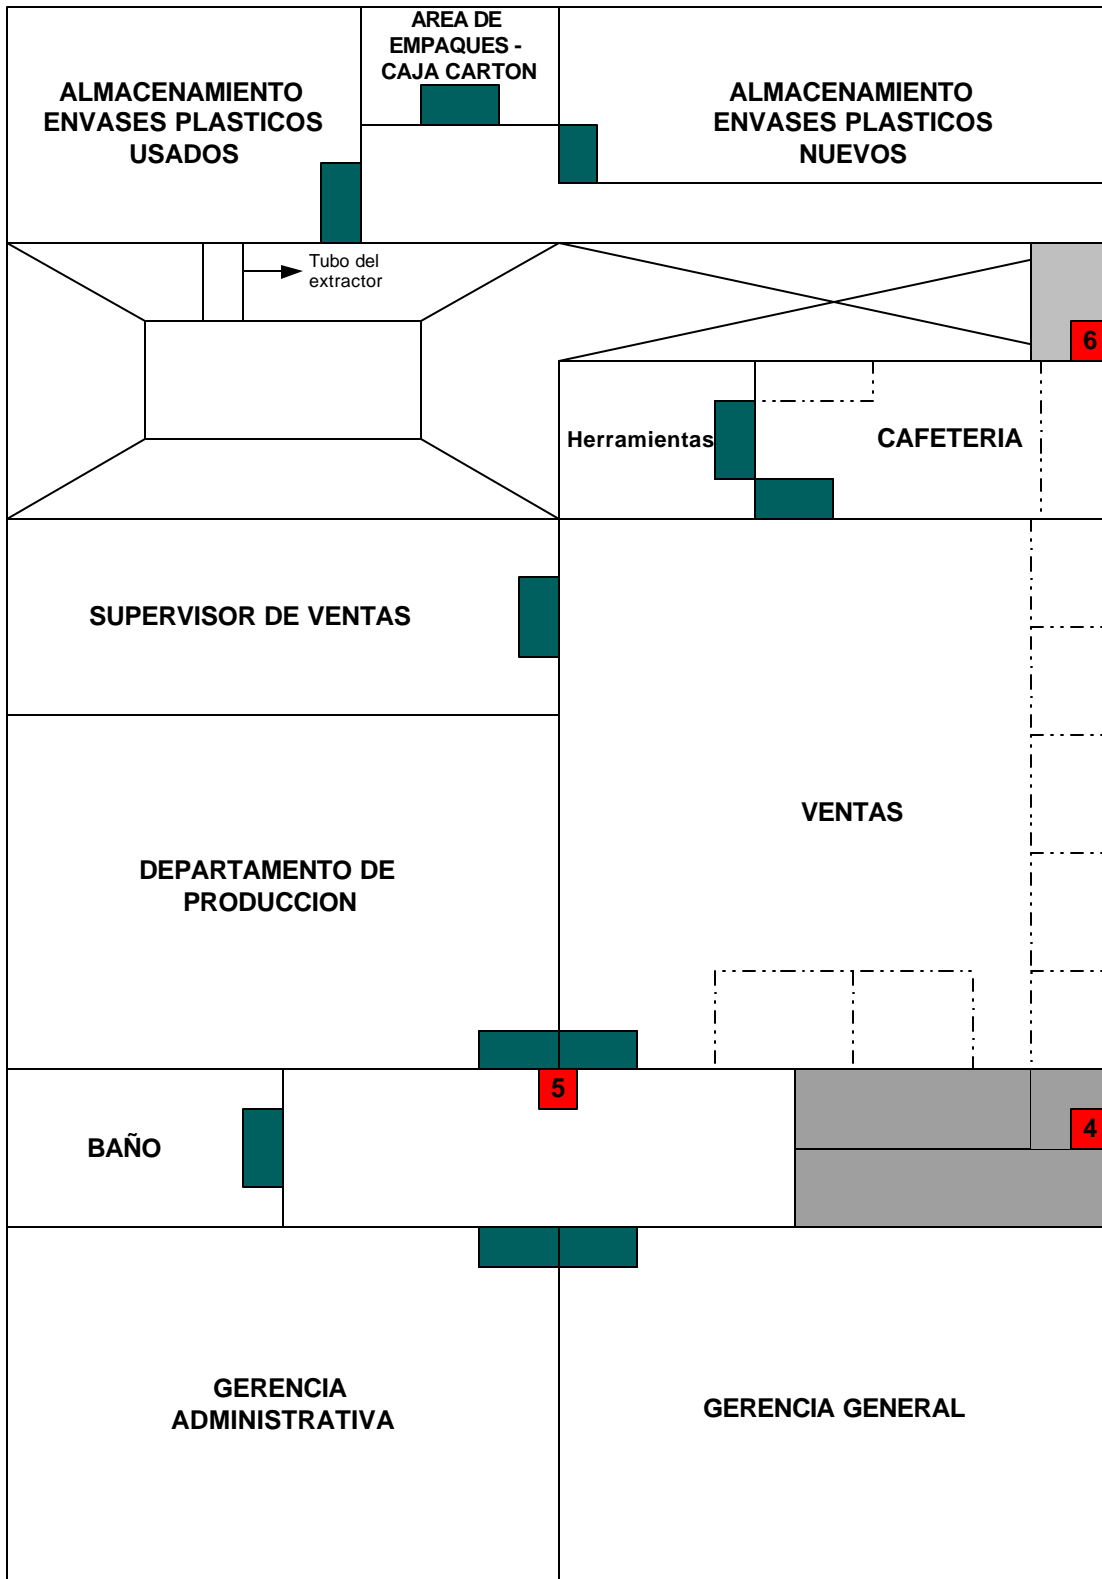 AREA DE
EMPAQUES -
CAJA CARTON
ALMACENAMIENTO
ENVASES PLASTICOS
USADOS
ALMACENAMIENTO
ENVASES PLASTICOS
NUEVOS
Tubo del
extractor
6
Herramientas
CAFETERIA
SUPERVISOR DE VENTAS
VENTAS
DEPARTAMENTO DE
PRODUCCION
5
4
BAÑO
GERENCIA
ADMINISTRATIVA
GERENCIA GENERAL